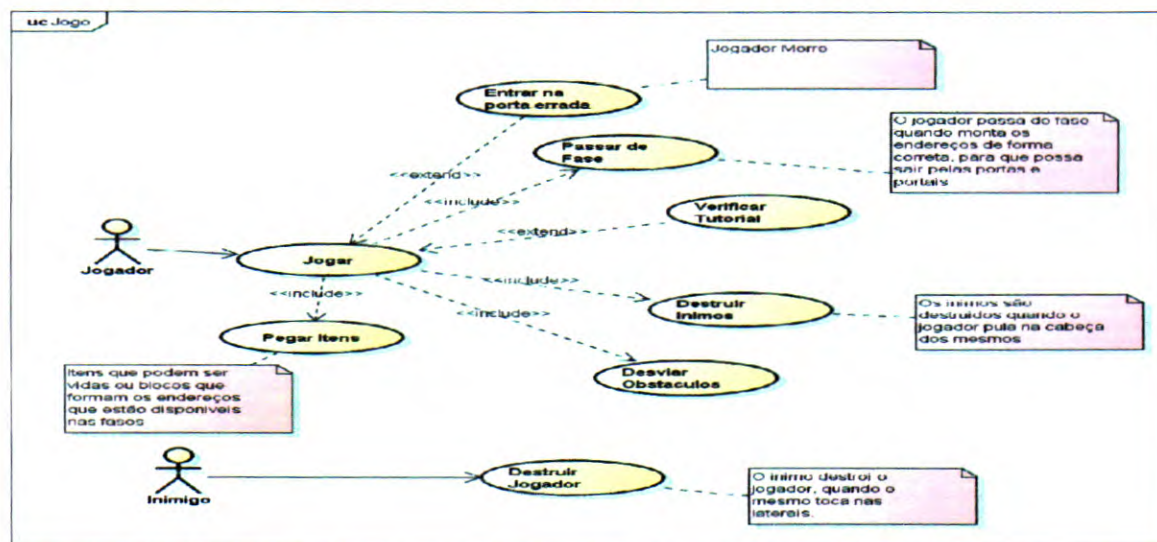 uc Jogo
Jogador Morro
Entrar na
porta errada
O jogador passa do faso
quando monta os
endereços de forma
correta, para que possa
sair pelas portas e
portais
Passar de
Fase
<<extend>>
<<include>>
Verificar
Tutorial
<<extend>>
Jogador
Jogar
<<include>>
<<include>>
<<include>>
Destruir
Inimos
Os inimos são
destruidos quando o
jogador pula na cabeça
dos mesmos
Pegar Itens
Desviar
Obstaculos
Itens que podem ser
vidas ou blocos que
formam os endereços
que estão disponiveis
nas fasos
Inimigo
Destruir
Jogador
O inimo destroi o
jogador, quando o
mesmo toca nas
laterais.